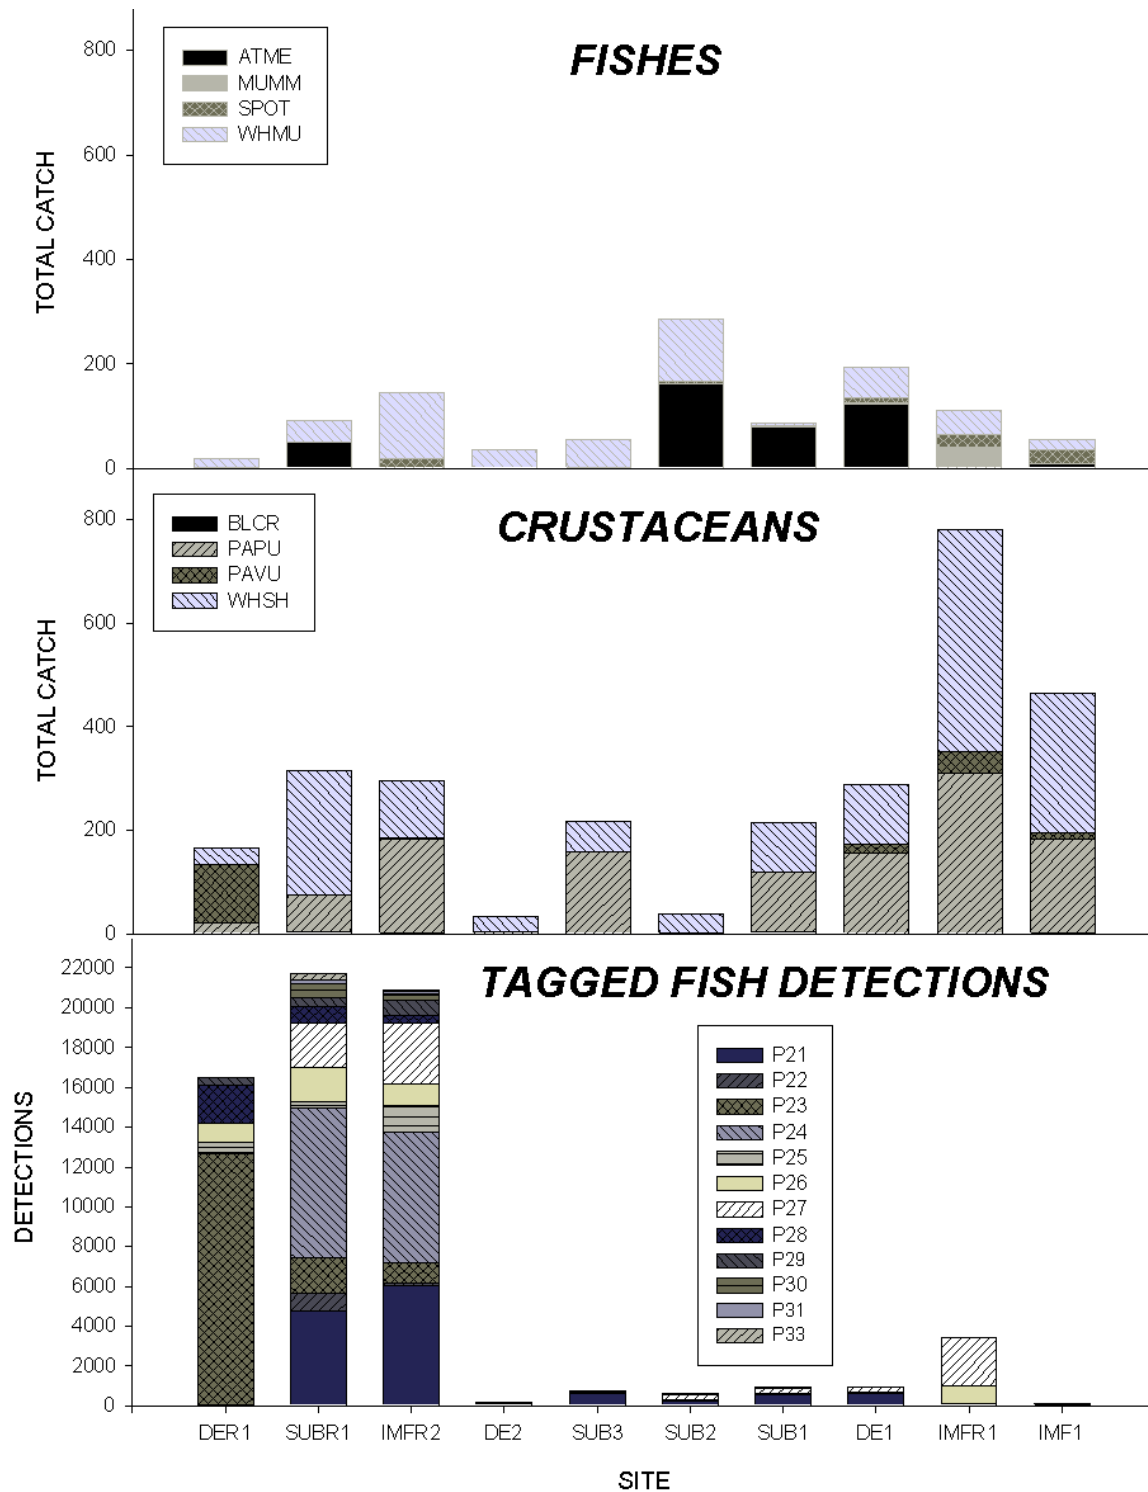 FISHES
ATME
MUMM
SPOT
WHMU
TOTAL CATCH
800
600
400
200
0
CRUSTACEANS
BLCR
PAPU
PAVU
WHSH
TOTAL CATCH
800
600
400
200
0
TAGGED FISH DETECTIONS
P21
P22
P23
P24
P25
P26
P27
P28
P29
P30
P31
P33
DETECTIONS
22000
20000
18000
16000
14000
12000
10000
8000
6000
4000
2000
0
DER1 SUBR1 IMFR2 DE2 SUB3 SUB2 SUB1 DE1 IMFR1 IMF1
SITE